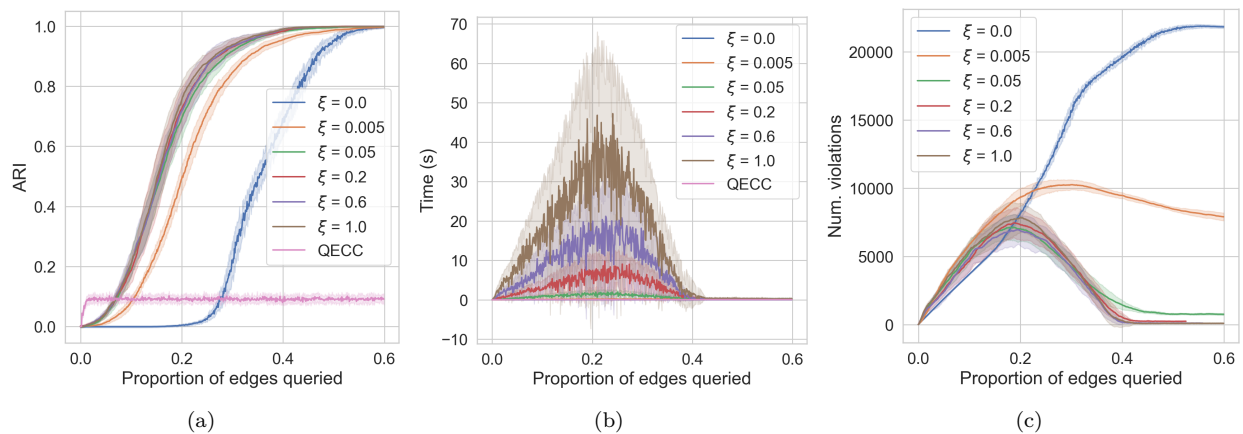 1.0
0.8
0.6
0.4
0.2
0.0
ARI
ξ = 0.0
ξ = 0.005
ξ = 0.05
ξ = 0.2
ξ = 0.6
ξ = 1.0
QECC
0.0 0.2 0.4 0.6
Proportion of edges queried
(a)
70
60
50
40
30
20
10
0
−10
Time (s)
ξ = 0.0
ξ = 0.005
ξ = 0.05
ξ = 0.2
ξ = 0.6
ξ = 1.0
QECC
0.0 0.2 0.4 0.6
Proportion of edges queried
(b)
20000
15000
10000
5000
0
Num. violations
ξ = 0.0
ξ = 0.005
ξ = 0.05
ξ = 0.2
ξ = 0.6
ξ = 1.0
0.0 0.2 0.4 0.6
Proportion of edges queried
(c)